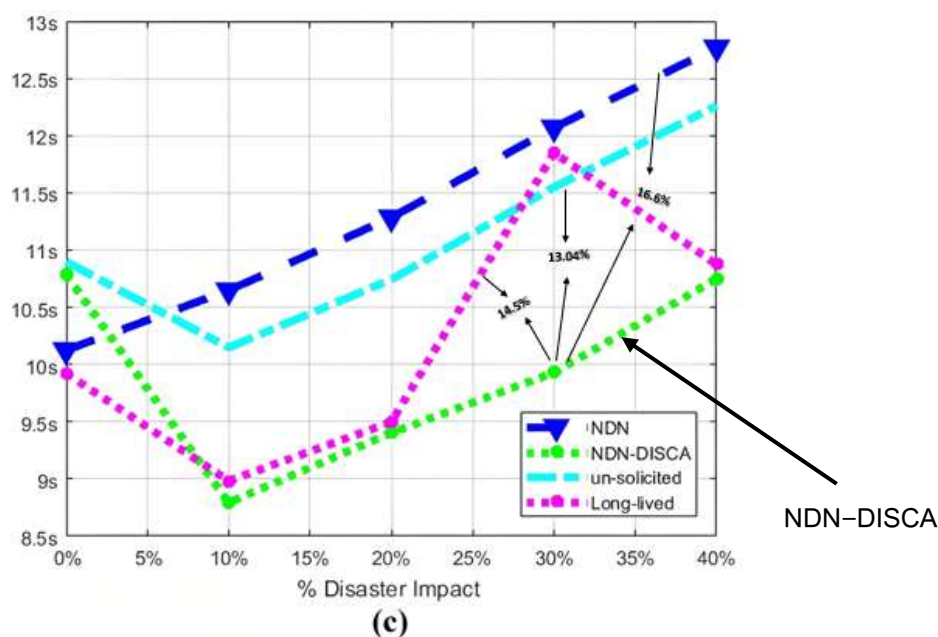 13s
12.5s
12s
11.5s
11s
10.5s
10s
9.5s
9s
8.5s
16.6%
13.04%
14.5%
NDN
NDN-DISCA
un-solicited
Long-lived
NDN–DISCA
0% 5% 10% 15% 20% 25% 30% 35% 40%
% Disaster Impact
(c)